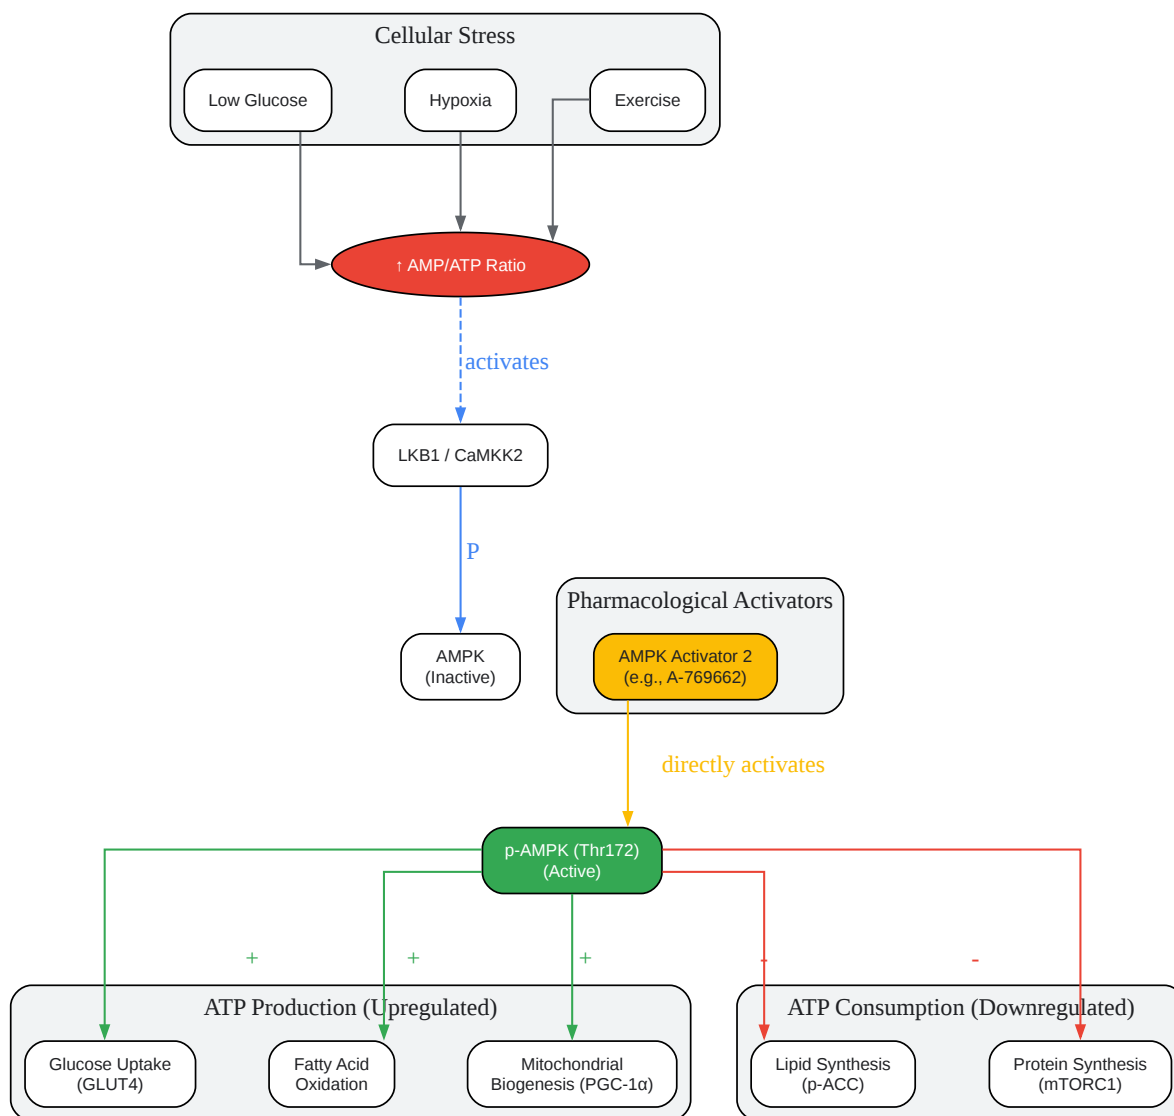 Cellular Stress
Low Glucose
Hypoxia
Exercise
↑ AMP/ATP Ratio
activates
LKB1 / CaMKK2
P
Pharmacological Activators
AMPK
(Inactive)
AMPK Activator 2
(e.g., A-769662)
directly activates
p-AMPK (Thr172)
(Active)
+
+
+
-
-
ATP Production (Upregulated)
ATP Consumption (Downregulated)
Glucose Uptake
(GLUT4)
Fatty Acid
Oxidation
Mitochondrial
Biogenesis (PGC-1α)
Lipid Synthesis
(p-ACC)
Protein Synthesis
(mTORC1)